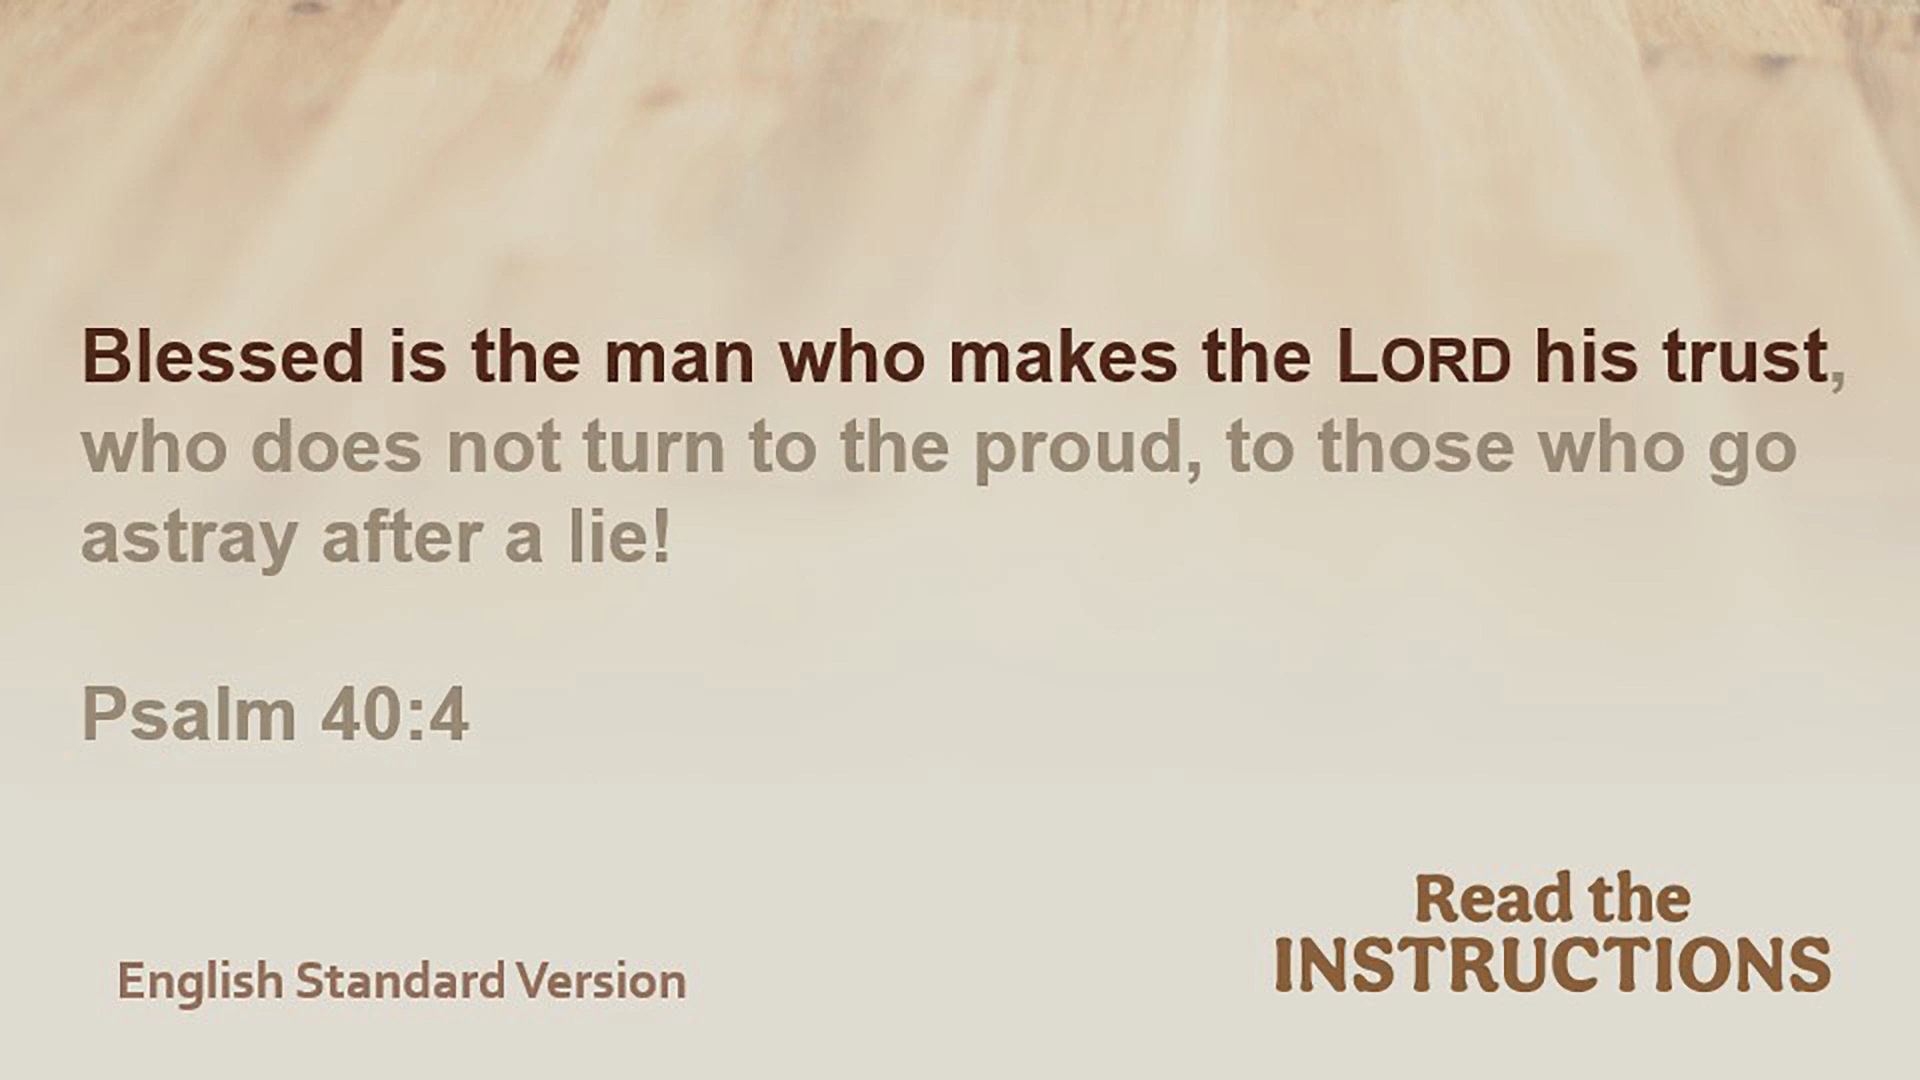 Blessed is the man who makes the LORD his trust,
who does not turn to the proud, to those who go
astray after a lie!
Psalm 40:4
English Standard Version
Read the
INSTRUCTIONS